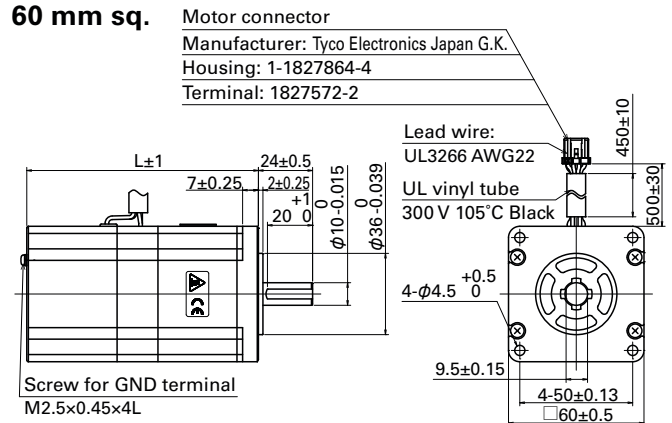 60 mm sq.
Motor connector
Manufacturer: Tyco Electronics Japan G.K.
Housing: 1-1827864-4
Terminal: 1827572-2
Lead wire:
UL3266 AWG22
UL vinyl tube
300 V 105˚C Black
450±10
500±30
L±1
24±0.5
7±0.25
2±0.25
20 +1 0
ϕ10 0 -0.015
ϕ36 0 -0.039
4-ϕ4.5 +0.5 0
9.5±0.15
4-50±0.13
□60±0.5
Screw for GND terminal
M2.5×0.45×4L
CE